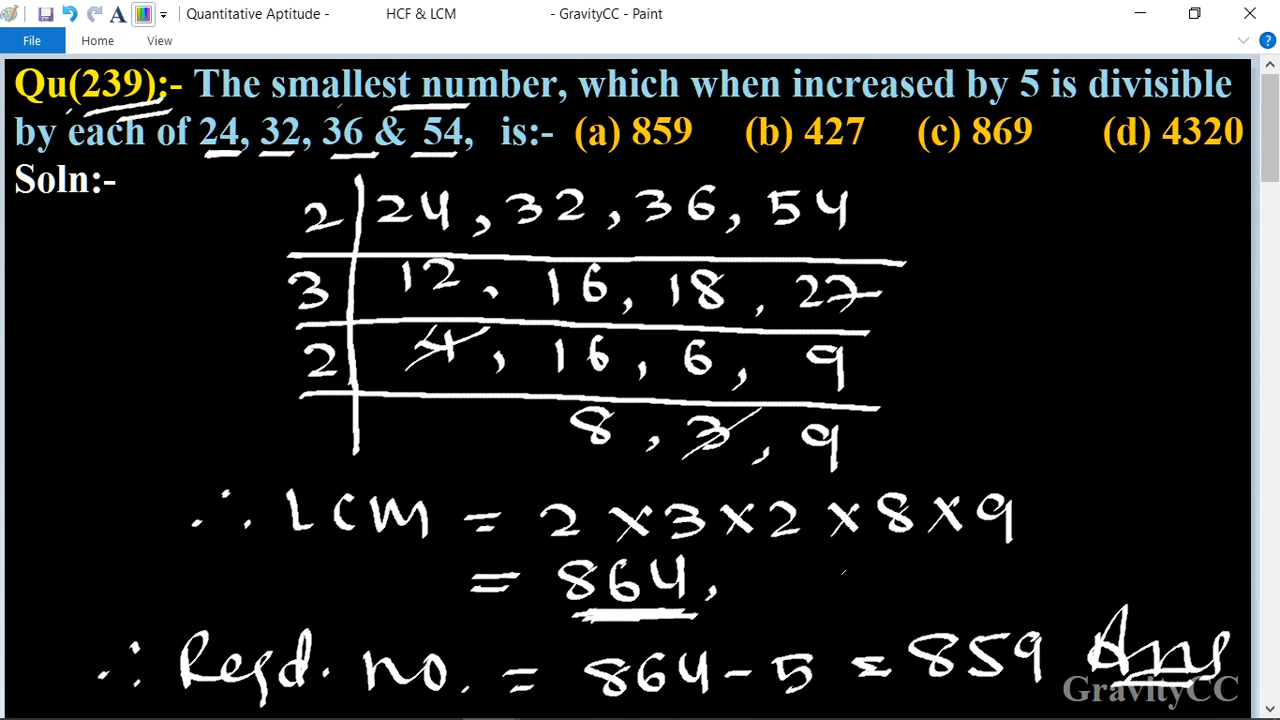 Quantitative Aptitude - HCF & LCM - GravityCC - Paint
File Home View
Qu(239):- The smallest number, which when increased by 5 is divisible
by each of 24, 32, 36 & 54, is:- (a) 859 (b) 427 (c) 869 (d) 4320
Soln:-
2 24, 32, 36, 54
3 12, 16, 18, 27
2 4, 16, 6, 9
8, 3, 9
∴ LCM = 2 × 3 × 2 × 8 × 9
= 864,
∴ Reqd. no. = 864 - 5 = 859 Ans
GravityCC